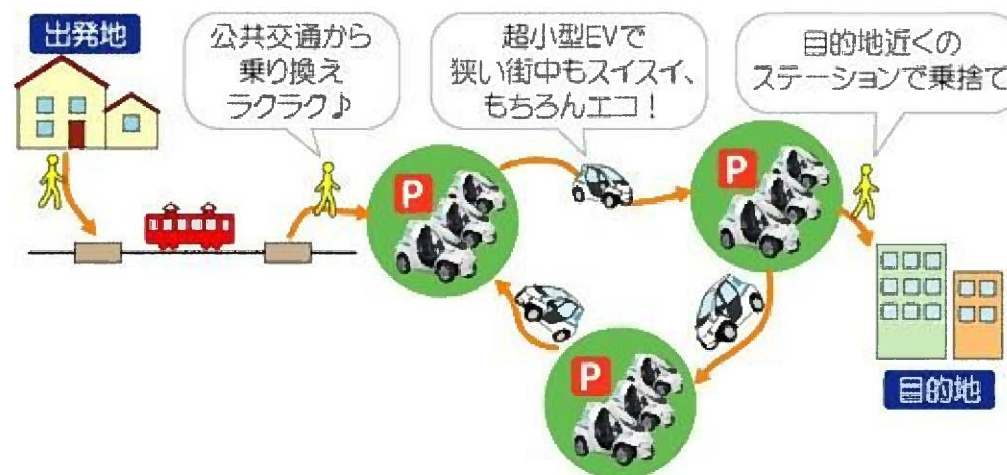 出発地
公共交通から
乗り換え
ラクラク♪
超小型EVで
狭い街中もスイスイ、
もちろんエコ！
目的地近くの
ステーションで乗捨て
P
P
P
目的地